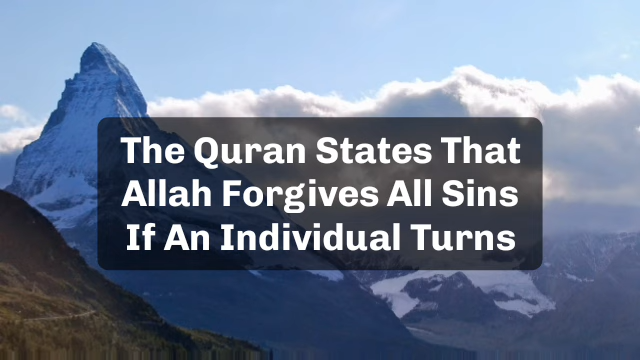 The Quran States That
Allah Forgives All Sins
If An Individual Turns